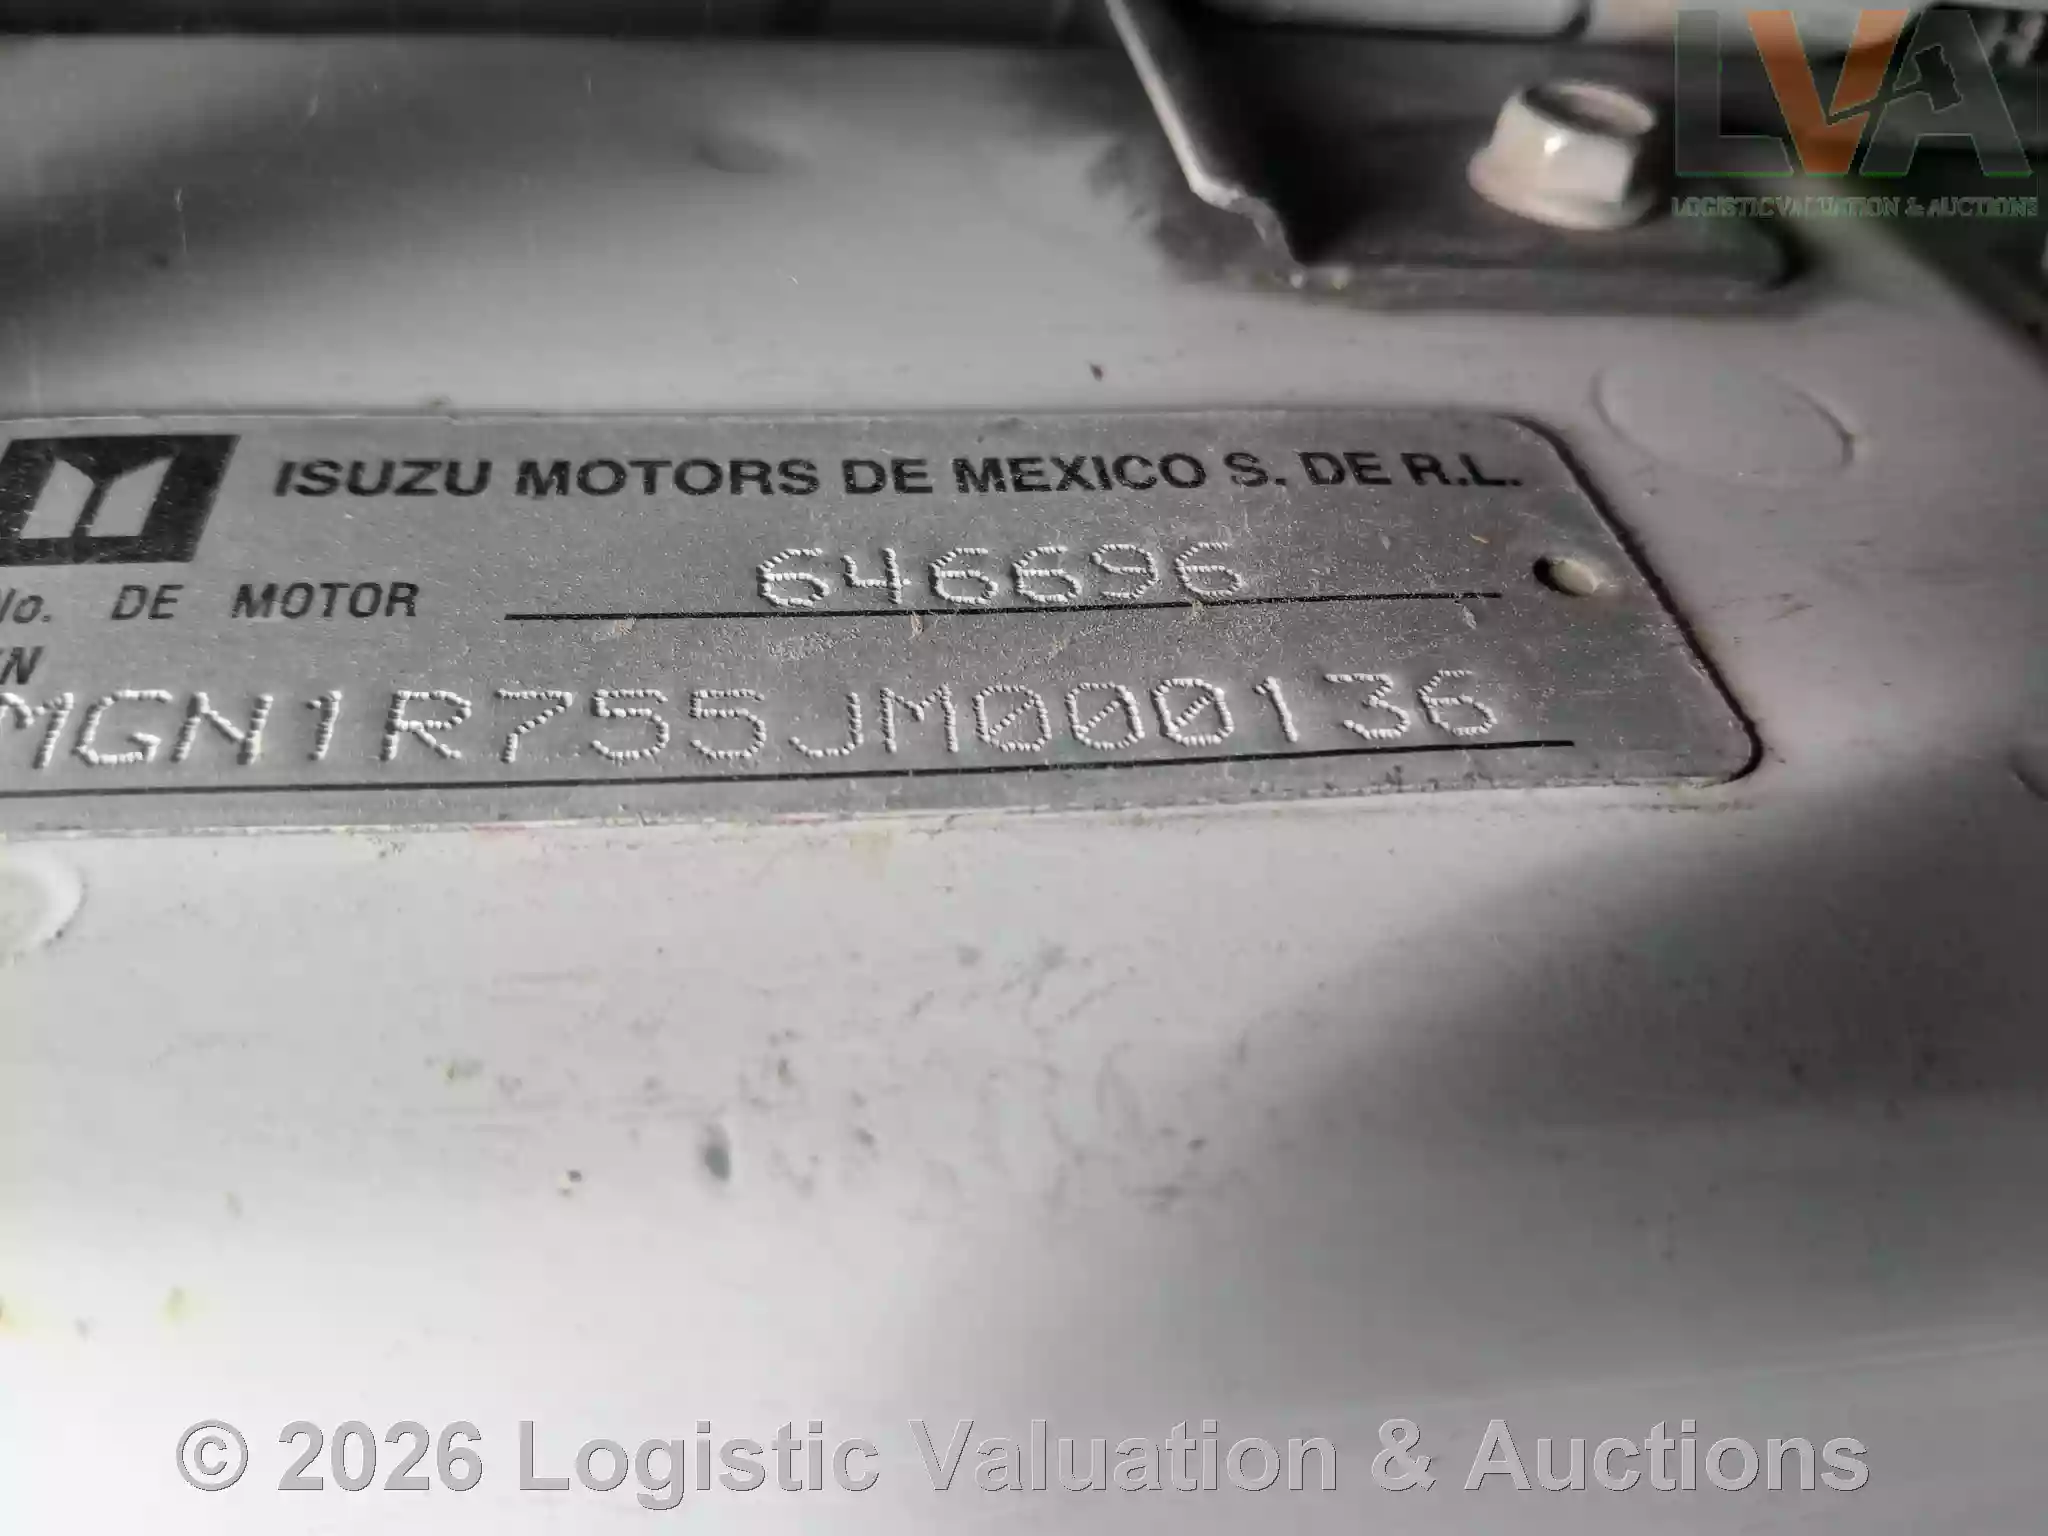 LVA
LOGISTIC VALUATION & AUCTIONS
ISUZU MOTORS DE MEXICO S. DE R.L.
No. DE MOTOR 646696
MGN1R755JM000136
© 2026 Logistic Valuation & Auctions